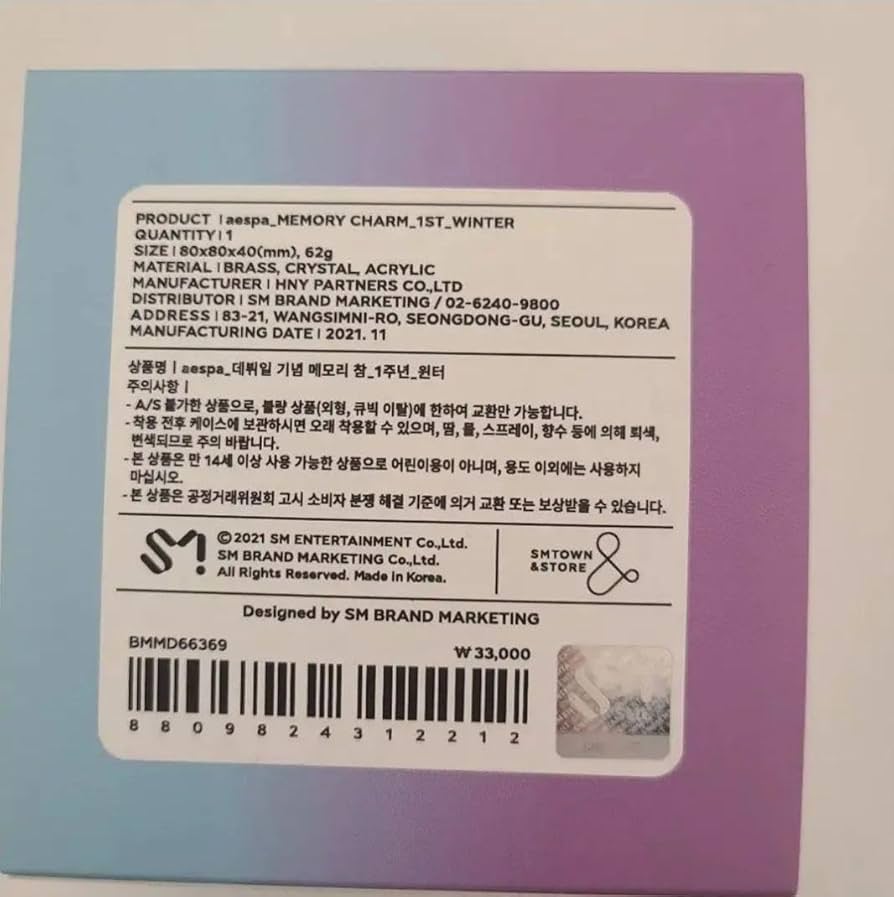 PRODUCT | aespa_MEMORY CHARM_1ST_WINTER
QUANTITY | 1
SIZE | 80x80x40(mm), 62g
MATERIAL | BRASS, CRYSTAL, ACRYLIC
MANUFACTURER | HNY PARTNERS CO.,LTD
DISTRIBUTOR | SM BRAND MARKETING / 02-6240-9800
ADDRESS | 83-21, WANGSIMNI-RO, SEONGDONG-GU, SEOUL, KOREA
MANUFACTURING DATE | 2021. 11
상품명 | aespa_데뷔일 기념 메모리 참_1주년_윈터
주의사항 |
- A/S 불가한 상품으로, 불량 상품(외형, 큐빅 이탈)에 한하여 교환만 가능합니다.
- 착용 전후 케이스에 보관하시면 오래 착용할 수 있으며, 땀, 물, 스프레이, 향수 등에 의해 퇴색,
변색되므로 주의 바랍니다.
- 본 상품은 만 14세 이상 사용 가능한 상품으로 어린이용이 아니며, 용도 이외에는 사용하지
마십시오.
- 본 상품은 공정거래위원회 고시 소비자 분쟁 해결 기준에 의거 교환 또는 보상받을 수 있습니다.
SM!
©2021 SM ENTERTAINMENT Co.,Ltd.
SM BRAND MARKETING Co.,Ltd.
All Rights Reserved. Made in Korea.
SMTOWN
&STORE
&
Designed by SM BRAND MARKETING
BMMD66369
₩33,000
8809824312212